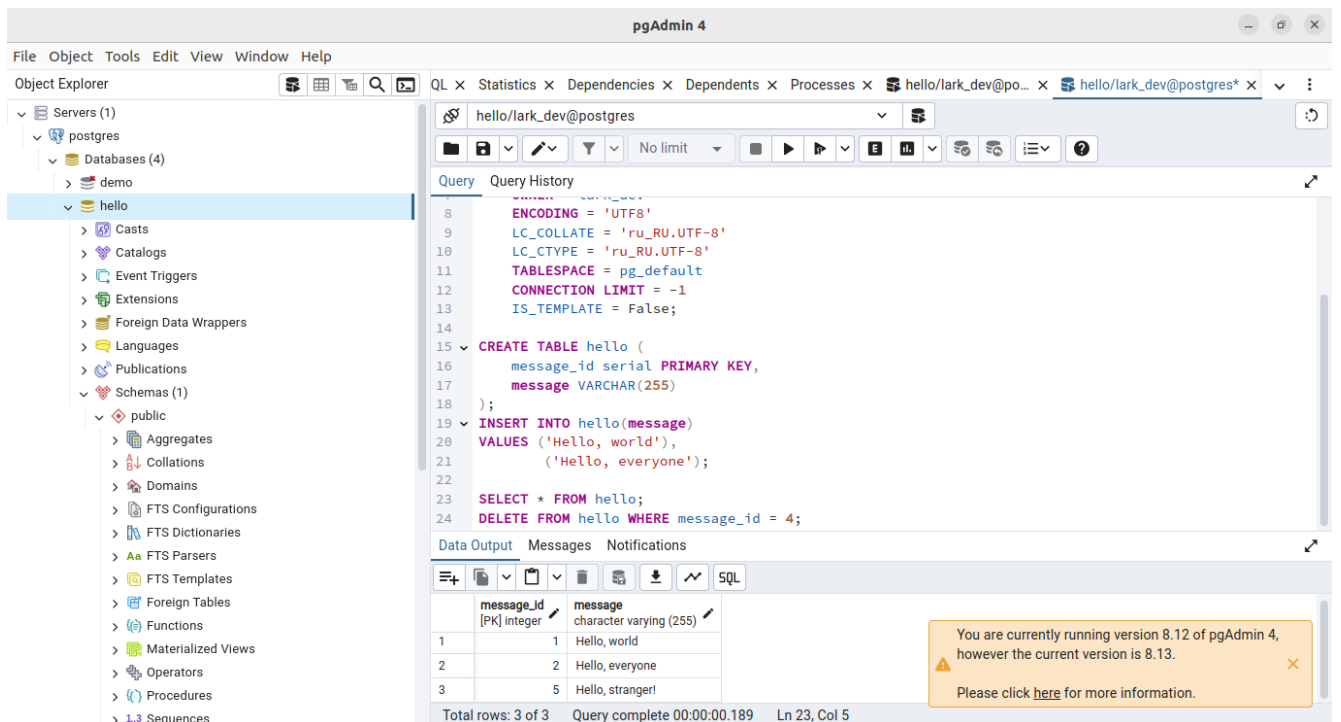 pgAdmin 4
File Object Tools Edit View Window Help
Object Explorer
QL Statistics Dependencies Dependents Processes hello/lark_dev@po... hello/lark_dev@postgres*
Servers (1)
postgres
Databases (4)
demo
hello
Casts
Catalogs
Event Triggers
Extensions
Foreign Data Wrappers
Languages
Publications
Schemas (1)
public
Aggregates
Collations
Domains
FTS Configurations
FTS Dictionaries
Aa FTS Parsers
FTS Templates
Foreign Tables
Functions
Materialized Views
Operators
Procedures
1..3 Sequences
hello/lark_dev@postgres
No limit
E
Query Query History
8 ENCODING = 'UTF8'
9 LC_COLLATE = 'ru_RU.UTF-8'
10 LC_CTYPE = 'ru_RU.UTF-8'
11 TABLESPACE = pg_default
12 CONNECTION LIMIT = -1
13 IS_TEMPLATE = False;
14
15 CREATE TABLE hello (
16 message_id serial PRIMARY KEY,
17 message VARCHAR(255)
18 );
19 INSERT INTO hello(message)
20 VALUES ('Hello, world'),
21 ('Hello, everyone');
22
23 SELECT * FROM hello;
24 DELETE FROM hello WHERE message_id = 4;
Data Output Messages Notifications
SQL
message_id message
[PK] integer character varying (255)
1 1 Hello, world
2 2 Hello, everyone
3 5 Hello, stranger!
Total rows: 3 of 3 Query complete 00:00:00.189 Ln 23, Col 5
You are currently running version 8.12 of pgAdmin 4,
however the current version is 8.13.
Please click here for more information.